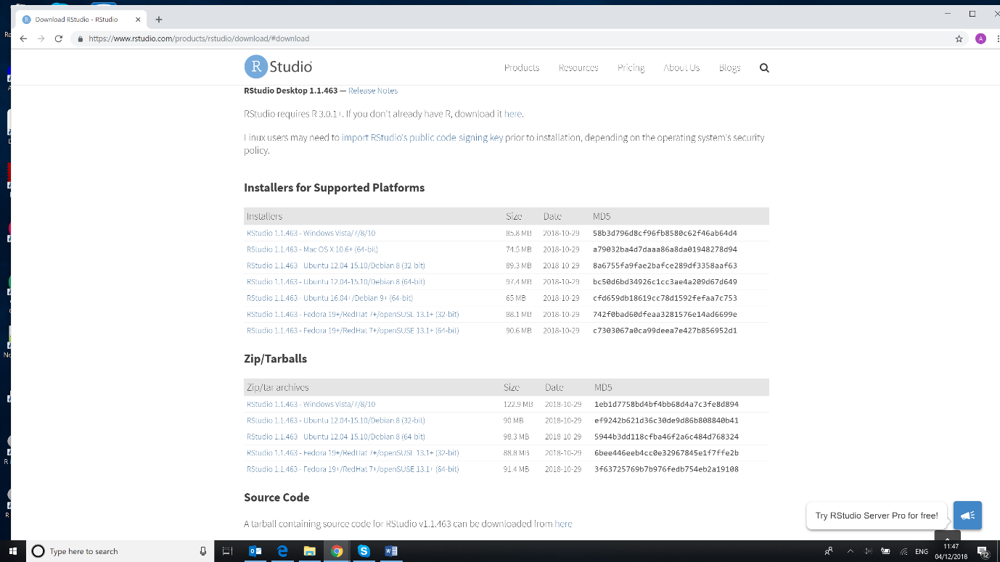 Download RStudio - RStudio
https://www.rstudio.com/products/rstudio/download/#download
A
R Studio
Products Resources Pricing About Us Blogs
RStudio Desktop 1.1.463 — Release Notes
RStudio requires R 3.0.1+. If you don't already have R, download it here.
Linux users may need to import RStudio's public code-signing key prior to installation, depending on the operating system's security
policy.
Installers for Supported Platforms
Installers Size Date MD5
RStudio 1.1.463 - Windows Vista/7/8/10 85.8 MB 2018-10-29 58b3d796d8cf96fb8580c62f46ab64d4
RStudio 1.1.463 - Mac OS X 10.6+ (64-bit) 74.5 MB 2018-10-29 a79032ba4d7daaa86a8da01948278d94
RStudio 1.1.463 - Ubuntu 12.04-15.10/Debian 8 (32-bit) 89.3 MB 2018-10-29 8a6755fa9fae2bafce289df3358aaf63
RStudio 1.1.463 - Ubuntu 12.04-15.10/Debian 8 (64-bit) 97.4 MB 2018-10-29 bc50d6bd34926c1cc3ae4a209d67d649
RStudio 1.1.463 - Ubuntu 16.04+/Debian 9+ (64-bit) 65 MB 2018-10-29 cfd659db18619cc78d1592fefaa7c753
RStudio 1.1.463 - Fedora 19+/RedHat 7+/openSUSE 13.1+ (32-bit) 88.1 MB 2018-10-29 742f0bad60dfeaa3281576e14ad6699e
RStudio 1.1.463 - Fedora 19+/RedHat 7+/openSUSE 13.1+ (64-bit) 90.6 MB 2018-10-29 c7303067a0ca99deea7e427b856952d1
Zip/Tarballs
Zip/tar archives Size Date MD5
RStudio 1.1.463 - Windows Vista/7/8/10 122.9 MB 2018-10-29 1eb1d7758bd4bf4bb68d4a7c3fe8d894
RStudio 1.1.463 - Ubuntu 12.04-15.10/Debian 8 (32-bit) 90 MB 2018-10-29 ef9242b621d36c30de9d86b808840b41
RStudio 1.1.463 - Ubuntu 12.04-15.10/Debian 8 (64-bit) 98.3 MB 2018-10-29 5944b3dd118cfba46f2a6c484d768324
RStudio 1.1.463 - Fedora 19+/RedHat 7+/openSUSE 13.1+ (32-bit) 88.8 MB 2018-10-29 6bee446eeb4cc0e32967845e1f7ffe2b
RStudio 1.1.463 - Fedora 19+/RedHat 7+/openSUSE 13.1+ (64-bit) 91.4 MB 2018-10-29 3f63725769b7b976fedb754eb2a19108
Source Code
A tarball containing source code for RStudio v1.1.463 can be downloaded from here
Try RStudio Server Pro for free!
Type here to search
ENG
11:47
04/12/2018
12